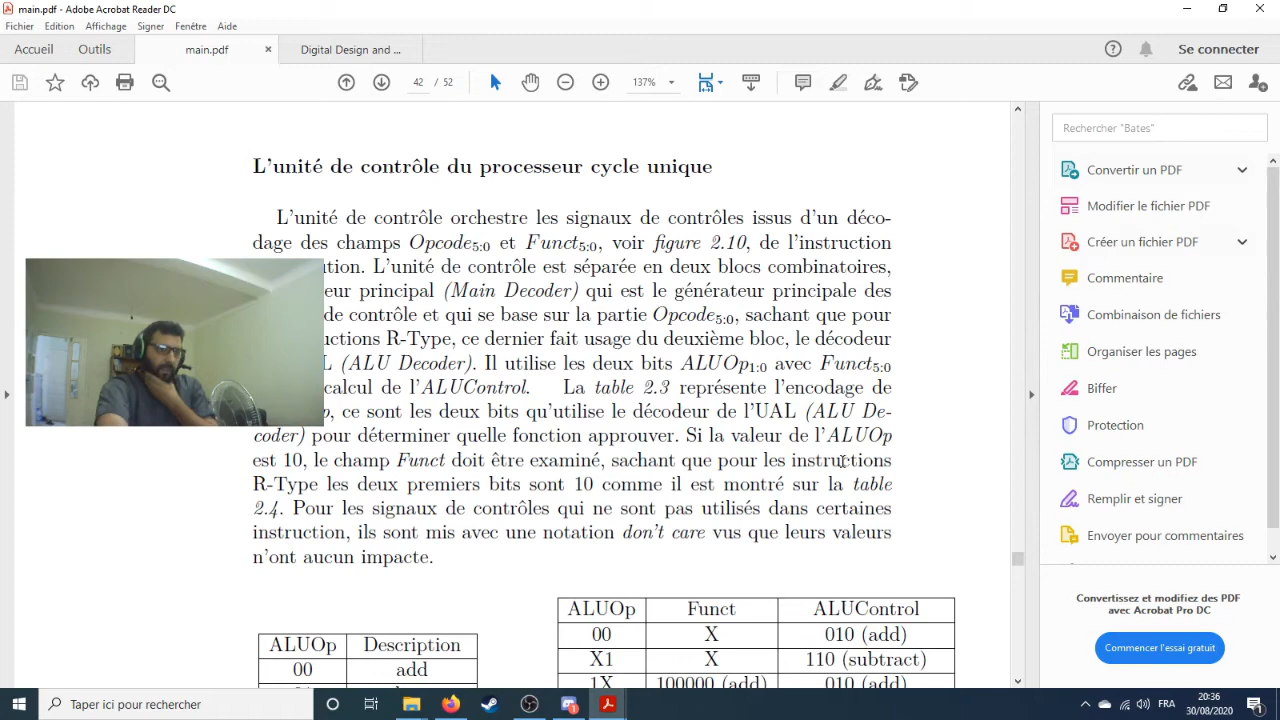 main.pdf - Adobe Acrobat Reader DC
Fichier Edition Affichage Signer Fenêtre Aide
Accueil Outils main.pdf × Digital Design and ... ? Se connecter
42 / 52 137%
L'unité de contrôle du processeur cycle unique
L'unité de contrôle orchestre les signaux de contrôles issus d'un déco-
dage des champs Opcode5:0 et Funct5:0, voir figure 2.10, de l'instruction
tion. L'unité de contrôle est séparée en deux blocs combinatoires,
eur principal (Main Decoder) qui est le générateur principale des
de contrôle et qui se base sur la partie Opcode5:0, sachant que pour
ructions R-Type, ce dernier fait usage du deuxième bloc, le décodeur
L (ALU Decoder). Il utilise les deux bits ALUOp1:0 avec Funct5:0
calcul de l'ALUControl. La table 2.3 représente l'encodage de
p, ce sont les deux bits qu'utilise le décodeur de l'UAL (ALU De-
coder) pour déterminer quelle fonction approuver. Si la valeur de l'ALUOp
est 10, le champ Funct doit être examiné, sachant que pour les instructions
R-Type les deux premiers bits sont 10 comme il est montré sur la table
2.4. Pour les signaux de contrôles qui ne sont pas utilisés dans certaines
instruction, ils sont mis avec une notation don't care vus que leurs valeurs
n'ont aucun impacte.
ALUOp Description
00 add
ALUOp Funct ALUControl
00 X 010 (add)
X1 X 110 (subtract)
1X 100000 (add) 010 (add)
Rechercher "Bates"
Convertir un PDF
Modifier le fichier PDF
Créer un fichier PDF
Commentaire
Combinaison de fichiers
Organiser les pages
Biffer
Protection
Compresser un PDF
Remplir et signer
Envoyer pour commentaires
Convertissez et modifiez des PDF
avec Acrobat Pro DC
Commencer l'essai gratuit
Taper ici pour rechercher
FRA
20:36
30/08/2020
1